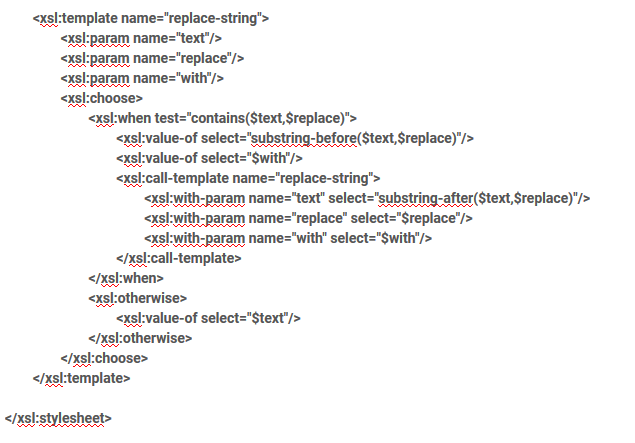 <xsl:template name="replace-string">
<xsl:param name="text"/>
<xsl:param name="replace"/>
<xsl:param name="with"/>
<xsl:choose>
<xsl:when test="contains($text,$replace)">
<xsl:value-of select="substring-before($text,$replace)"/>
<xsl:value-of select="$with"/>
<xsl:call-template name="replace-string">
<xsl:with-param name="text" select="substring-after($text,$replace)"/>
<xsl:with-param name="replace" select="$replace"/>
<xsl:with-param name="with" select="$with"/>
</xsl:call-template>
</xsl:when>
<xsl:otherwise>
<xsl:value-of select="$text"/>
</xsl:otherwise>
</xsl:choose>
</xsl:template>
</xsl:stylesheet>